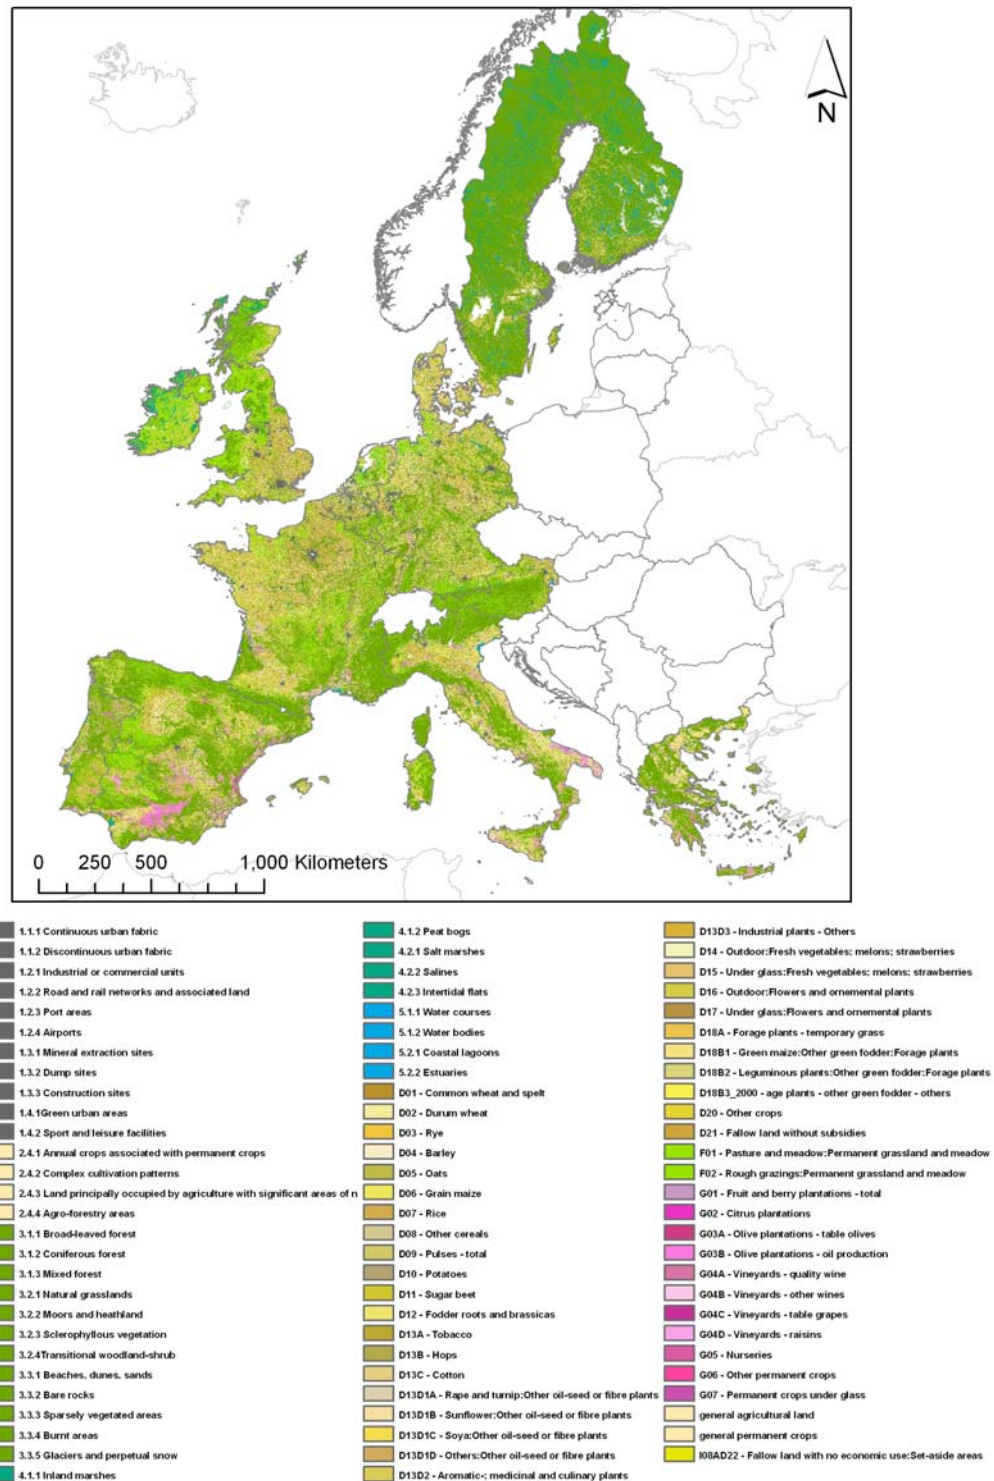 N
0 250 500 1,000 Kilometers
1.1.1 Continuous urban fabric
1.1.2 Discontinuous urban fabric
1.2.1 Industrial or commercial units
1.2.2 Road and rail networks and associated land
1.2.3 Port areas
1.2.4 Airports
1.3.1 Mineral extraction sites
1.3.2 Dump sites
1.3.3 Construction sites
1.4.1Green urban areas
1.4.2 Sport and leisure facilities
2.4.1 Annual crops associated with permanent crops
2.4.2 Complex cultivation patterns
2.4.3 Land principally occupied by agriculture with significant areas of n
2.4.4 Agro-forestry areas
3.1.1 Broad-leaved forest
3.1.2 Coniferous forest
3.1.3 Mixed forest
3.2.1 Natural grasslands
3.2.2 Moors and heathland
3.2.3 Sclerophyllous vegetation
3.2.4Transitional woodland-shrub
3.3.1 Beaches, dunes, sands
3.3.2 Bare rocks
3.3.3 Sparsely vegetated areas
3.3.4 Burnt areas
3.3.5 Glaciers and perpetual snow
4.1.1 Inland marshes
4.1.2 Peat bogs
4.2.1 Salt marshes
4.2.2 Salines
4.2.3 Intertidal flats
5.1.1 Water courses
5.1.2 Water bodies
5.2.1 Coastal lagoons
5.2.2 Estuaries
D01 - Common wheat and spelt
D02 - Durum wheat
D03 - Rye
D04 - Barley
D05 - Oats
D06 - Grain maize
D07 - Rice
D08 - Other cereals
D09 - Pulses - total
D10 - Potatoes
D11 - Sugar beet
D12 - Fodder roots and brassicas
D13A - Tobacco
D13B - Hops
D13C - Cotton
D13D1A - Rape and turnip:Other oil-seed or fibre plants
D13D1B - Sunflower:Other oil-seed or fibre plants
D13D1C - Soya:Other oil-seed or fibre plants
D13D1D - Others:Other oil-seed or fibre plants
D13D2 - Aromatic-; medicinal and culinary plants
D13D3 - Industrial plants - Others
D14 - Outdoor:Fresh vegetables; melons; strawberries
D15 - Under glass:Fresh vegetables; melons; strawberries
D16 - Outdoor:Flowers and ornemental plants
D17 - Under glass:Flowers and ornemental plants
D18A - Forage plants - temporary grass
D18B1 - Green maize:Other green fodder:Forage plants
D18B2 - Leguminous plants:Other green fodder:Forage plants
D18B3_2000 - age plants - other green fodder - others
D20 - Other crops
D21 - Fallow land without subsidies
F01 - Pasture and meadow:Permanent grassland and meadow
F02 - Rough grazings:Permanent grassland and meadow
G01 - Fruit and berry plantations - total
G02 - Citrus plantations
G03A - Olive plantations - table olives
G03B - Olive plantations - oil production
G04A - Vineyards - quality wine
G04B - Vineyards - other wines
G04C - Vineyards - table grapes
G04D - Vineyards - raisins
G05 - Nurseries
G06 - Other permanent crops
G07 - Permanent crops under glass
general agricultural land
general permanent crops
I08AD22 - Fallow land with no economic use:Set-aside areas